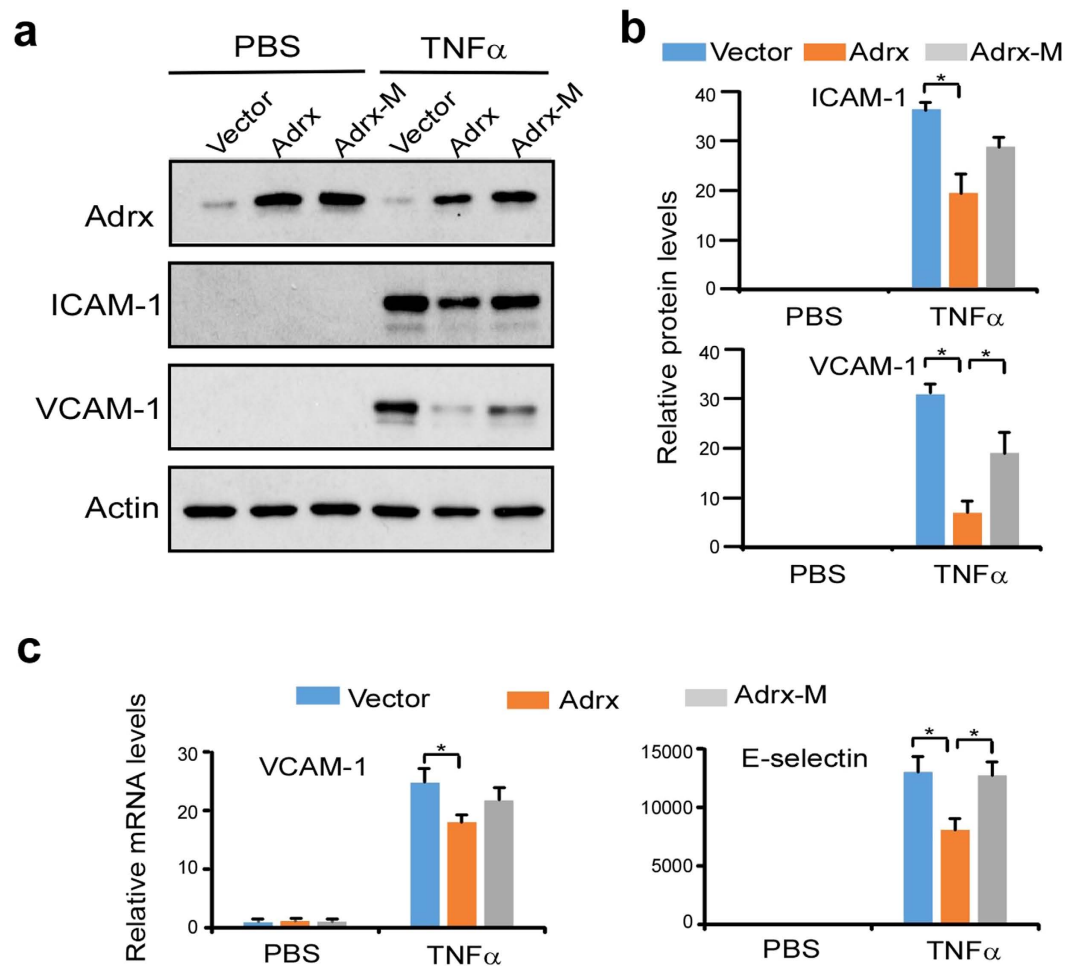 a
PBS TNFα
Vector Adrx Adrx-M Vector Adrx Adrx-M
Adrx
ICAM-1
VCAM-1
Actin
b
Vector Adrx Adrx-M
Relative protein levels
ICAM-1
*
40
30
20
10
0
PBS TNFα
VCAM-1
* *
40
30
20
10
0
PBS TNFα
c
Vector Adrx Adrx-M
Relative mRNA levels
VCAM-1
*
30
20
10
0
PBS TNFα
E-selectin
* *
15000
10000
5000
0
PBS TNFα